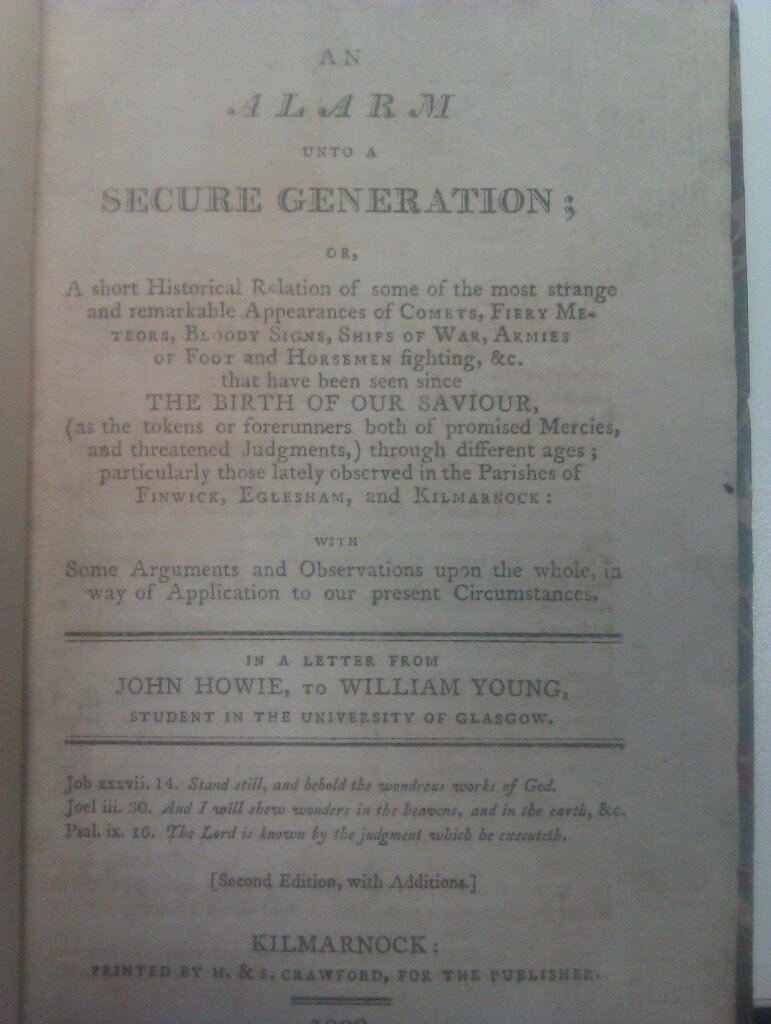 AN
ALARM
UNTO A
SECURE GENERATION;
OR,
A short Historical Relation of some of the most strange
and remarkable Appearances of COMETS, FIERY ME-
TEORS, BLOODY SIGNS, SHIPS OF WAR, ARMIES
OF FOOT and HORSEMEN fighting, &c.
that have been seen since
THE BIRTH OF OUR SAVIOUR,
(as the tokens or forerunners both of promised Mercies,
and threatened Judgments,) through different ages;
particularly those lately observed in the Parishes of
FINWICK, EGLESHAM, and KILMARNOCK:
WITH
Some Arguments and Observations upon the whole, in
way of Application to our present Circumstances.
IN A LETTER FROM
JOHN HOWIE, TO WILLIAM YOUNG,
STUDENT IN THE UNIVERSITY OF GLASGOW.
Job xxxvii. 14. Stand still, and behold the wondrous works of God.
Joel iii. 30. And I will shew wonders in the heavens, and in the earth, &c.
Psal. ix. 16. The Lord is known by the judgment which he executeth.
[Second Edition, with Additions.]
KILMARNOCK:
PRINTED BY H. & S. CRAWFORD, FOR THE PUBLISHER.